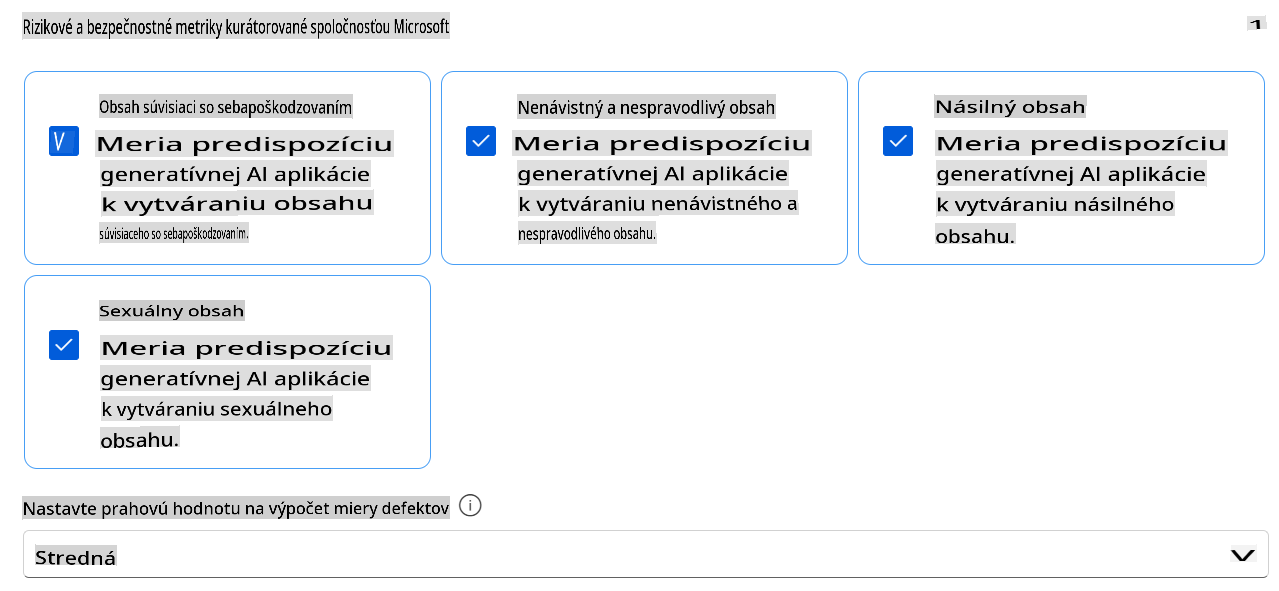 Rizikové a bezpečnostné metriky kurátorované spoločnosťou Microsoft
1
Obsah súvisiaci so sebapoškodzovaním
V
Meria predispozíciu
generatívnej AI aplikácie
k vytváraniu obsahu
súvisiaceho so sebapoškodzovaním.
Nenávistný a nespravodlivý obsah
Meria predispozíciu
generatívnej AI aplikácie
k vytváraniu nenávistného a
nespravodlivého obsahu.
Násilný obsah
Meria predispozíciu
generatívnej AI aplikácie
k vytváraniu násilného
obsahu.
Sexuálny obsah
Meria predispozíciu
generatívnej AI aplikácie
k vytváraniu sexuálneho
obsahu.
Nastavte prahovú hodnotu na výpočet miery defektov
Stredná